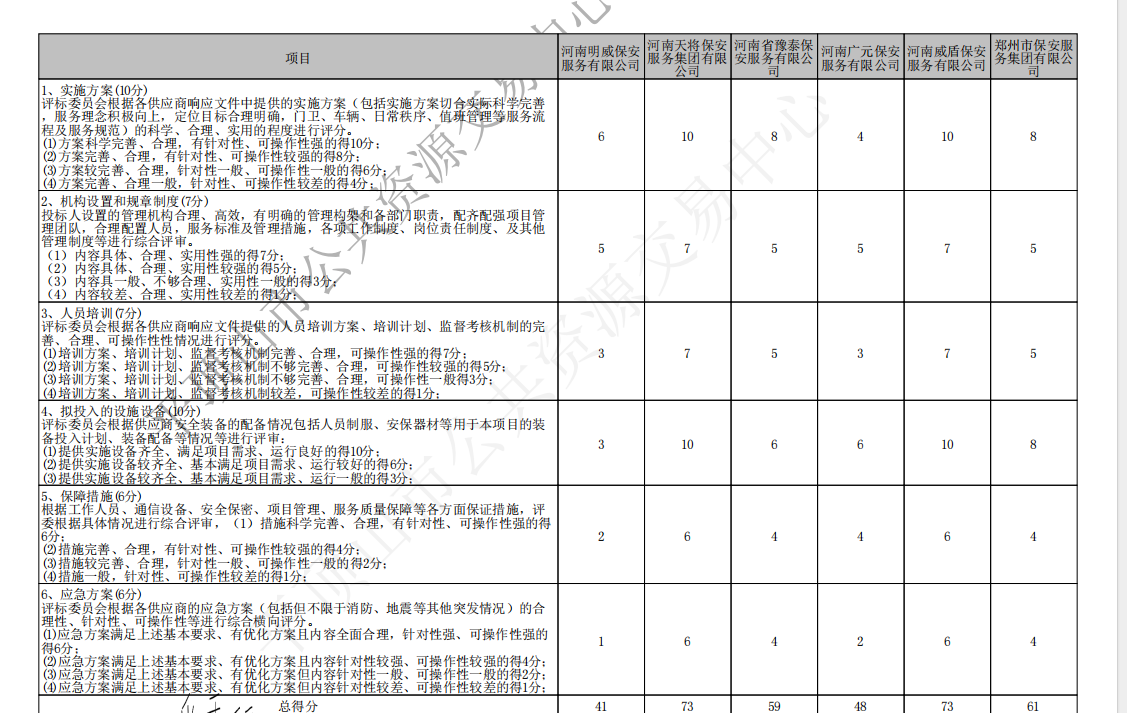 项目
河南明威保安
服务有限公司
河南天将保安
服务集团有限
公司
河南省豫泰保
安服务有限公
司
河南广元保安
服务有限公司
河南威盾保安
服务有限公司
郑州市保安服
务集团有限公
司
1、实施方案(10分)
评标委员会根据各供应商响应文件中提供的实施方案（包括实施方案切合实际科学完善
，服务理念积极向上，定位目标合理明确，门卫、车辆、日常秩序、值班管理等服务流
程及服务规范）的科学、合理、实用的程度进行评分。
(1)方案科学完善、合理，有针对性、可操作性强的得10分；
(2)方案完善、合理，有针对性、可操作性较强的得8分；
(3)方案较完善、合理，针对性一般、可操作性一般的得6分；
(4)方案完善、合理一般，针对性、可操作性较差的得4分；
6 10 8 4 10 8
2、机构设置和规章制度(7分)
投标人设置的管理机构合理、高效，有明确的管理构架和各部门职责，配齐配强项目管
理团队，合理配置人员，服务标准及管理措施，各项工作制度、岗位责任制度、及其他
管理制度等进行综合评审。
（1）内容具体、合理、实用性强的得7分；
（2）内容具体、合理、实用性较强的得5分；
（3）内容具一般、不够合理、实用性一般的得3分；
（4）内容较差、合理、实用性较差的得1分；
5 7 5 5 7 5
3、人员培训(7分)
评标委员会根据各供应商响应文件提供的人员培训方案、培训计划、监督考核机制的完
善、合理、可操作性性情况进行评分。
(1)培训方案、培训计划、监督考核机制完善、合理，可操作性强的得7分；
(2)培训方案、培训计划、监督考核机制不够完善、合理，可操作性较强的得5分；
(3)培训方案、培训计划、监督考核机制不够完善、合理，可操作性一般得3分；
(4)培训方案、培训计划、监督考核机制较差，可操作性较差的得1分；
3 7 5 3 7 5
4、拟投入的设施设备(10分)
评标委员会根据供应商安全装备的配备情况包括人员制服、安保器材等用于本项目的装
备投入计划、装备配备等情况等进行评审：
(1)提供实施设备齐全、满足项目需求、运行良好的得10分；
(2)提供实施设备较齐全、基本满足项目需求、运行较好的得6分；
(3)提供实施设备较齐全、基本满足项目需求、运行一般的得3分；
3 10 6 6 10 8
5、保障措施(6分)
根据工作人员、通信设备、安全保密、项目管理、服务质量保障等各方面保证措施，评
委根据具体情况进行综合评审，（1）措施科学完善、合理，有针对性、可操作性强的得
6分；
(2)措施完善、合理，有针对性、可操作性较强的得4分；
(3)措施较完善、合理，针对性一般、可操作性一般的得2分；
(4)措施一般，针对性、可操作性较差的得1分；
2 6 4 4 6 4
6、应急方案(6分)
评标委员会根据各供应商的应急方案（包括但不限于消防、地震等其他突发情况）的合
理性、针对性、可操作性等进行综合横向评分。
(1)应急方案满足上述基本要求、有优化方案且内容全面合理，针对性强、可操作性强的
得6分；
(2)应急方案满足上述基本要求、有优化方案且内容针对性较强、可操作性较强的得4分；
(3)应急方案满足上述基本要求、有优化方案但内容针对性一般、可操作性一般的得2分；
(4)应急方案满足上述基本要求、有优化方案但内容针对性较差、可操作性较差的得1分；
1 6 4 2 6 4
总得分 41 73 59 48 73 61
平顶山市公共资源交易中心
平顶山市公共资源交易中心